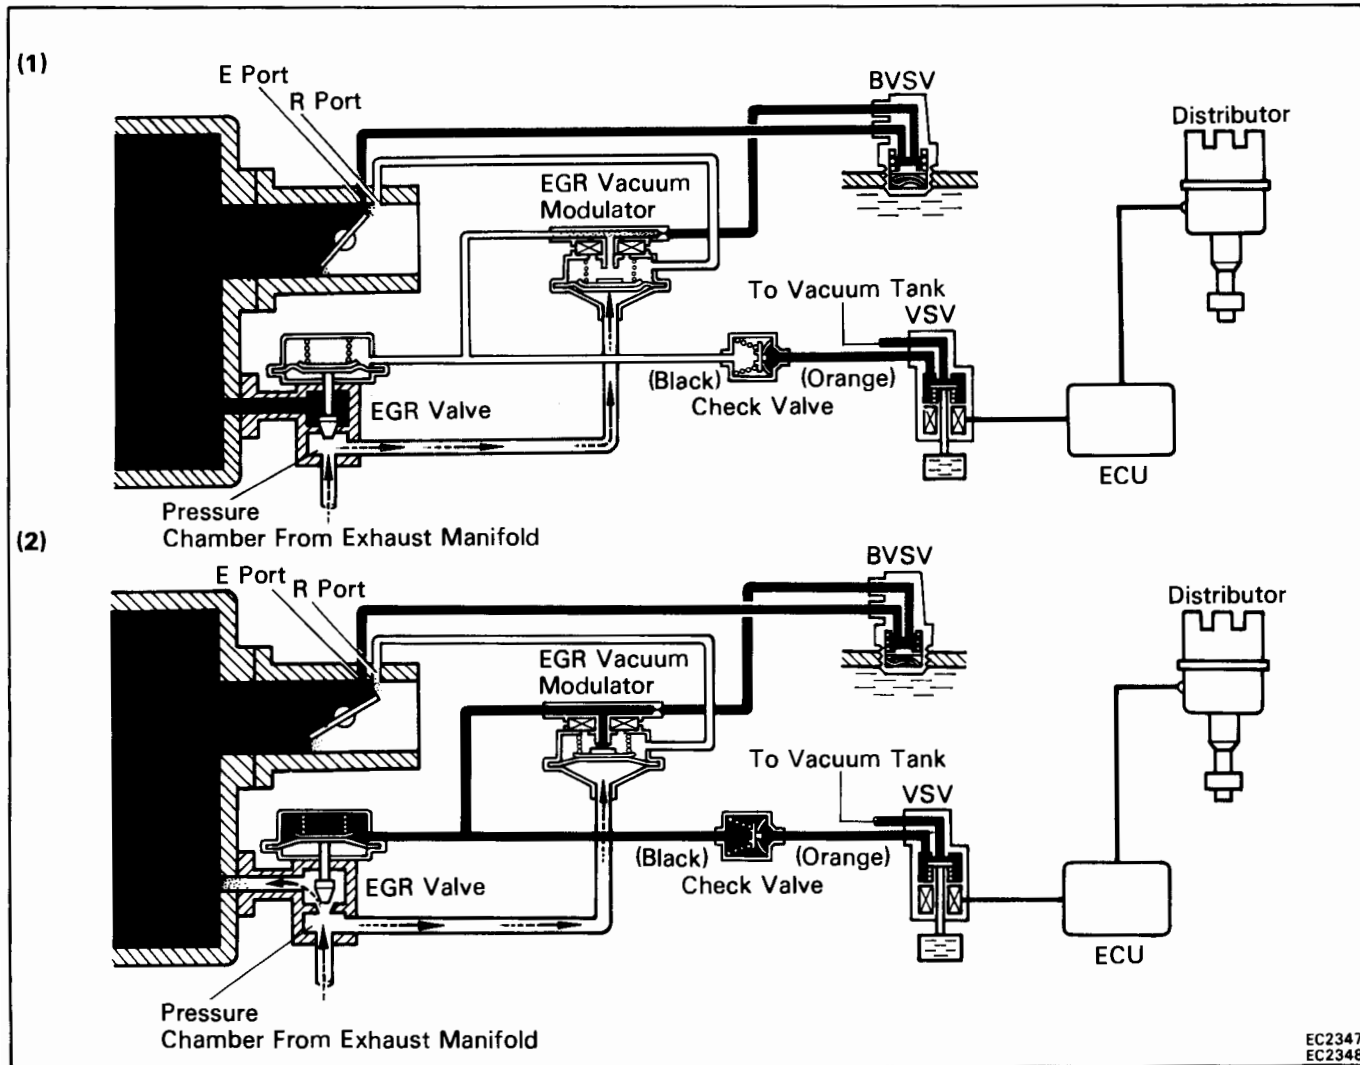 (1)
E Port
R Port
BVSV
Distributor
EGR Vacuum
Modulator
To Vacuum Tank
VSV
(Black)
(Orange)
Check Valve
EGR Valve
ECU
Pressure
Chamber From Exhaust Manifold
(2)
E Port
R Port
BVSV
Distributor
EGR Vacuum
Modulator
To Vacuum Tank
VSV
(Black)
(Orange)
Check Valve
EGR Valve
ECU
Pressure
Chamber From Exhaust Manifold
EC2347
EC2348